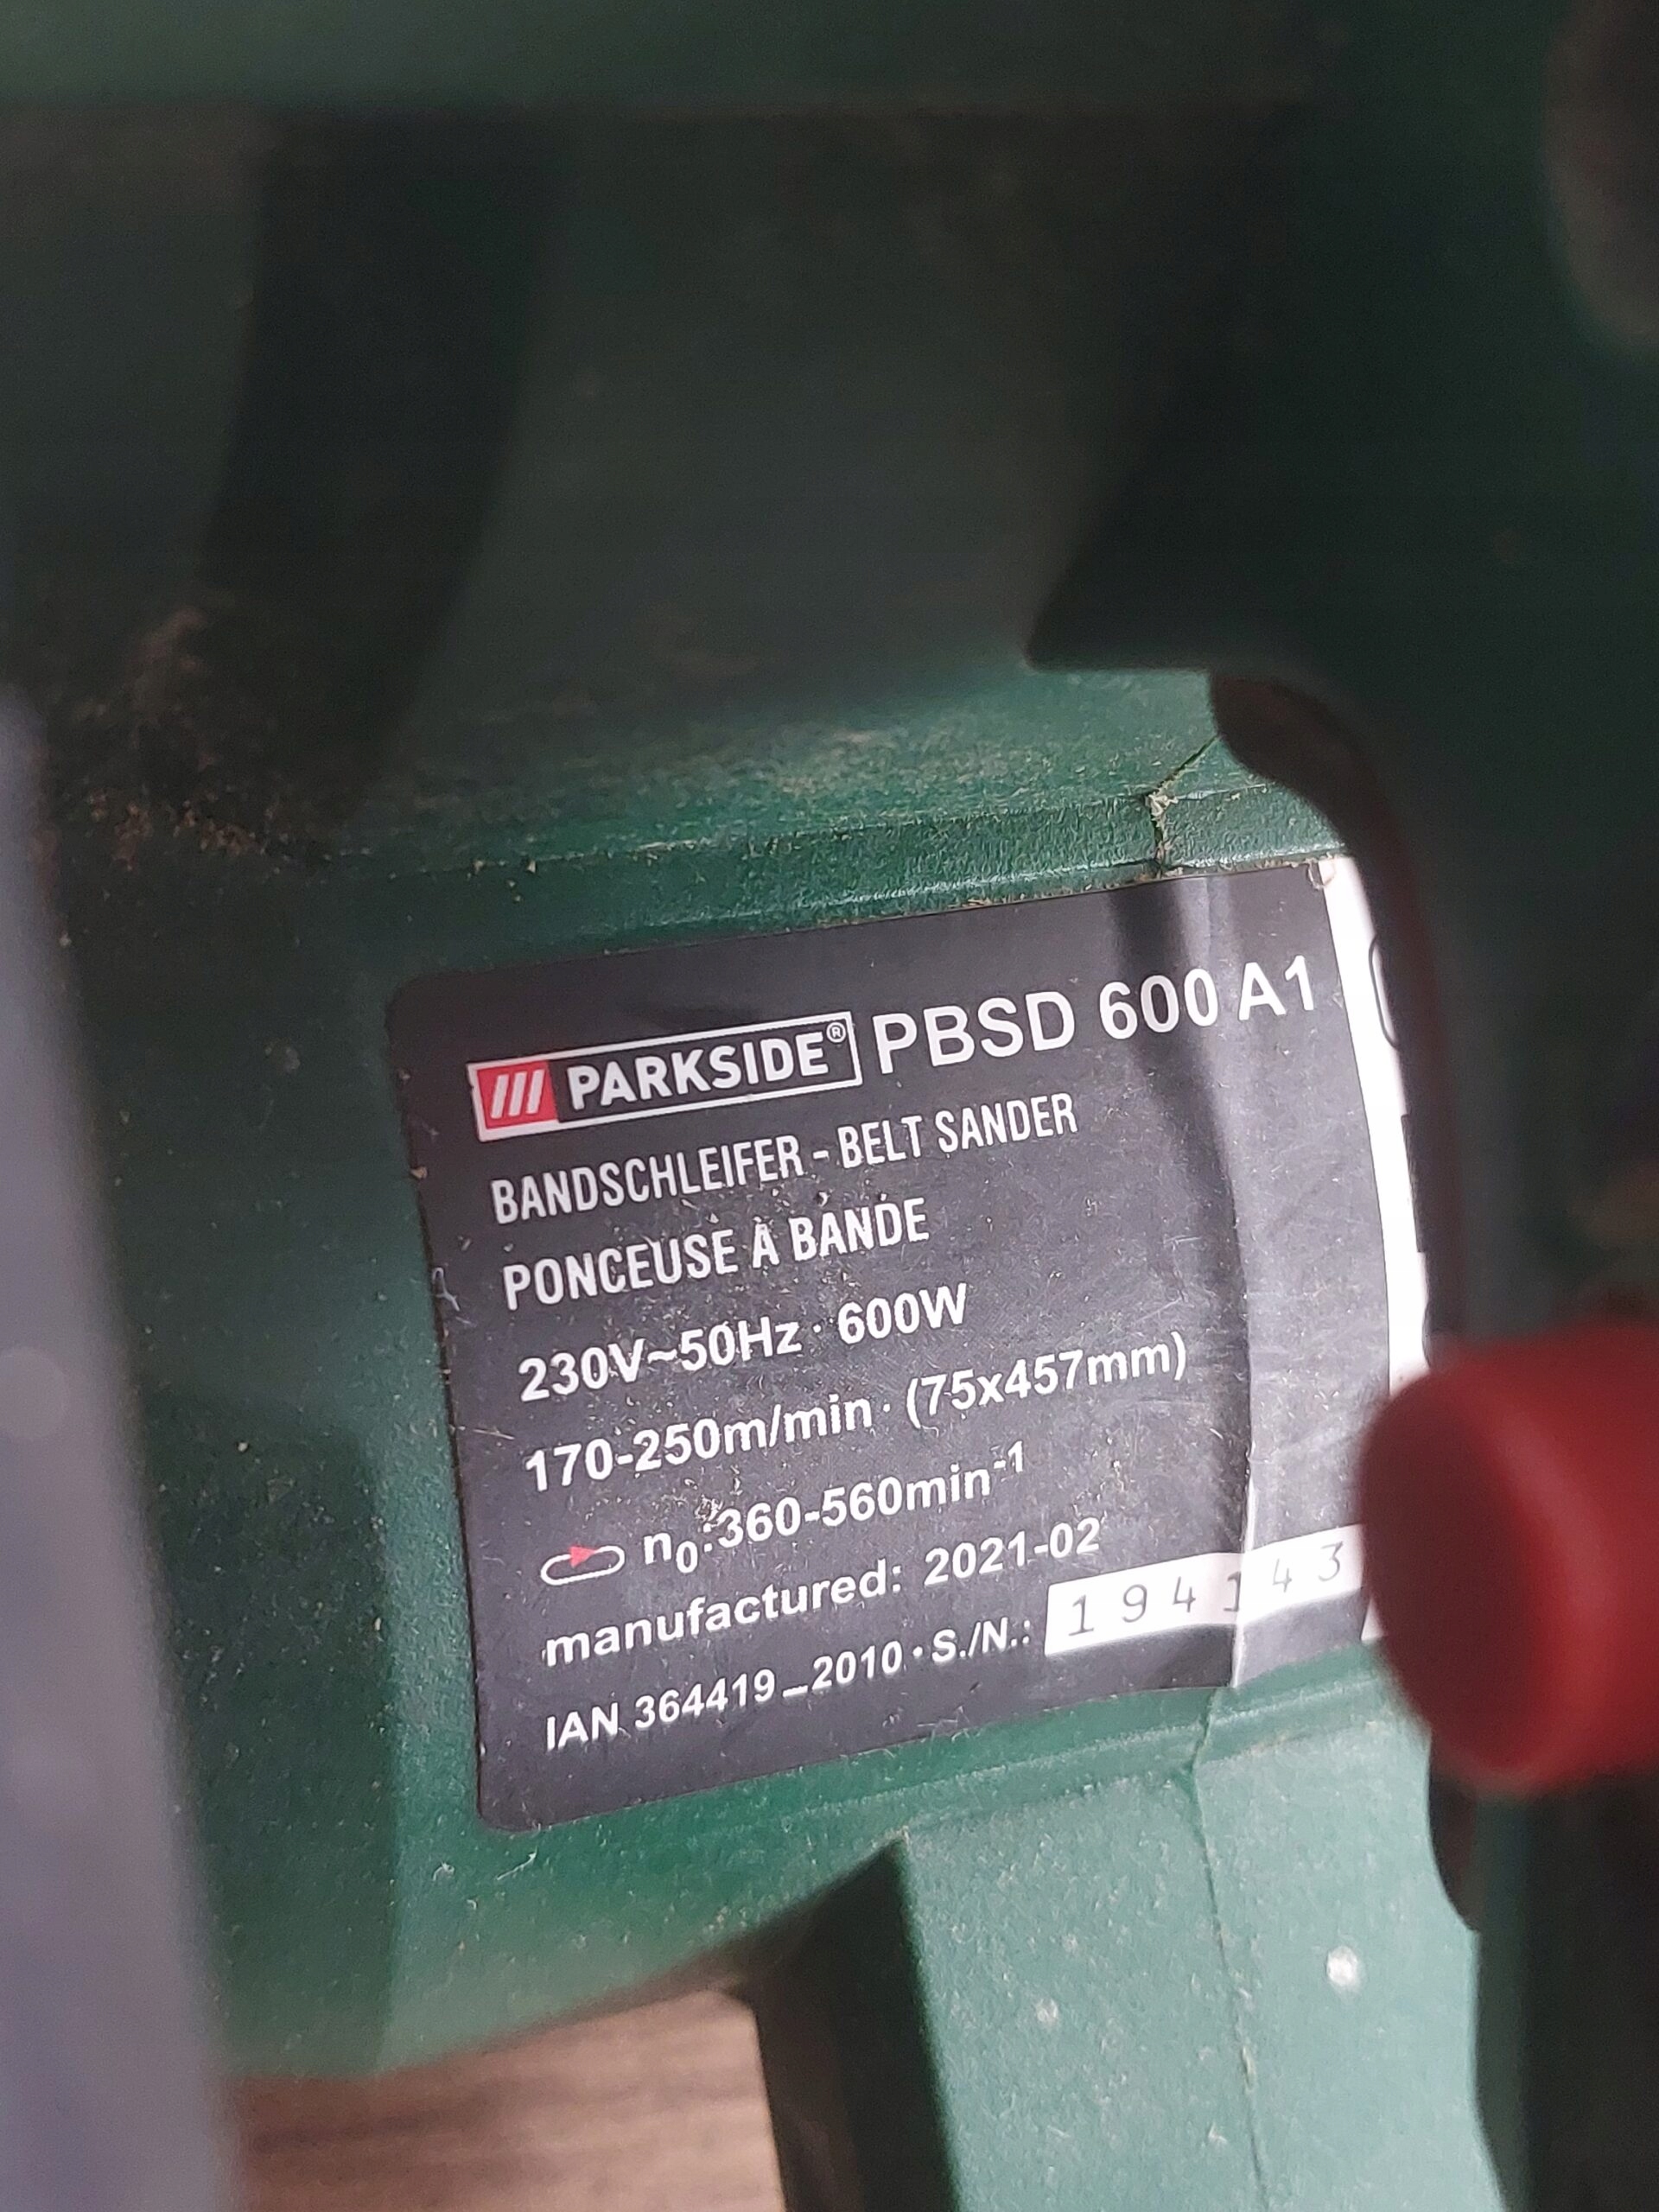 /// PARKSIDE® PBSD 600 A1
BANDSCHLEIFER - BELT SANDER
PONCEUSE À BANDE
230V~50Hz · 600W
170-250m/min · (75x457mm)
n₀:360-560min⁻¹
manufactured: 2021-02
IAN 364419_2010 · S./N.: 194143